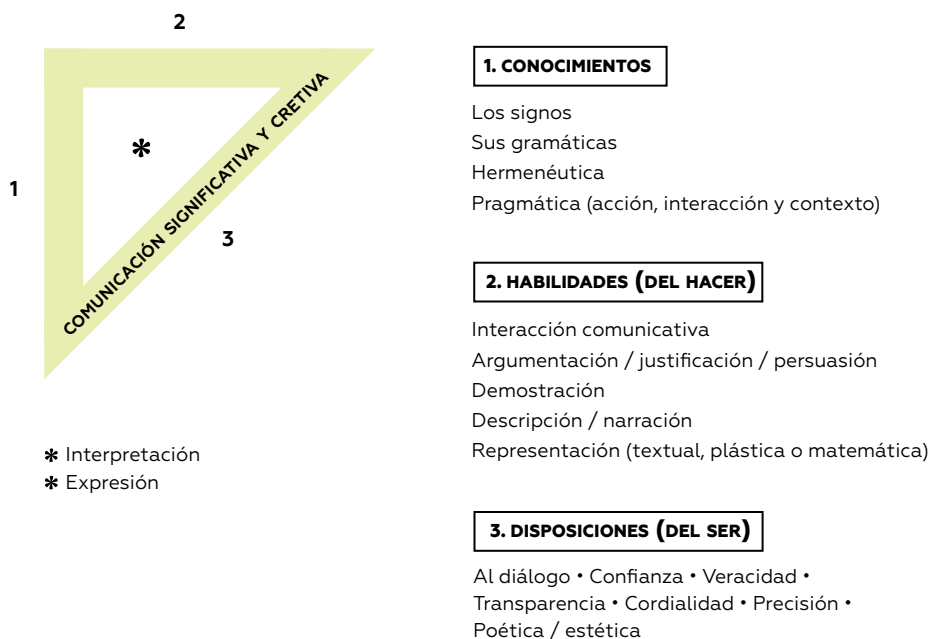 2
1
3
COMUNICACIÓN SIGNIFICATIVA Y CRETIVA
*
* Interpretación
* Expresión
1. CONOCIMIENTOS
Los signos
Sus gramáticas
Hermenéutica
Pragmática (acción, interacción y contexto)
2. HABILIDADES (DEL HACER)
Interacción comunicativa
Argumentación / justificación / persuasión
Demostración
Descripción / narración
Representación (textual, plástica o matemática)
3. DISPOSICIONES (DEL SER)
Al diálogo • Confianza • Veracidad •
Transparencia • Cordialidad • Precisión •
Poética / estética